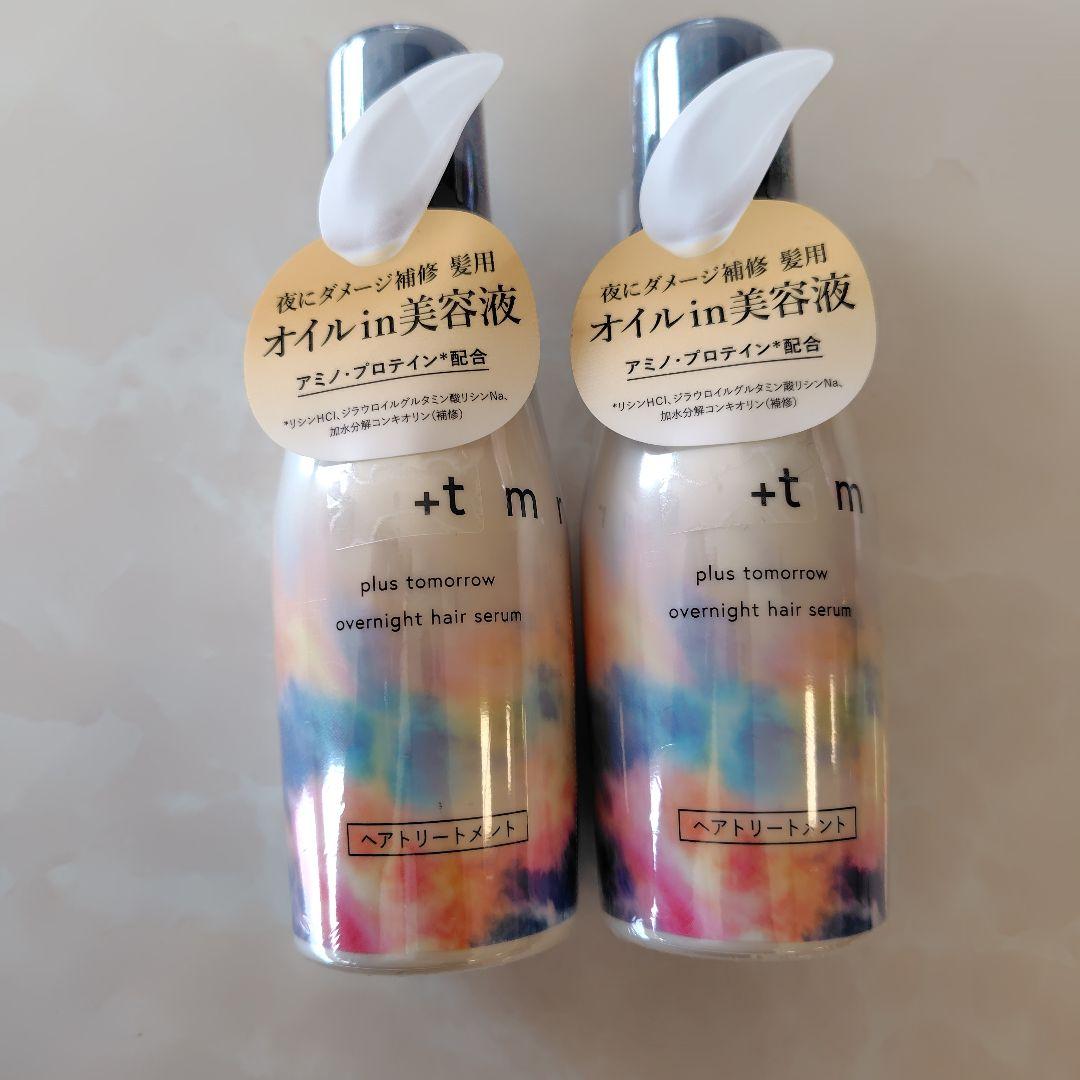 夜にダメージ補修 髪用
オイルin美容液
アミノ・プロテイン*配合
*リシンHCl、ジラウロイルグルタミン酸リシンNa、
加水分解コンキオリン(補修)
+t m r
plus tomorrow
overnight hair serum
ヘアトリートメント
夜にダメージ補修 髪用
オイルin美容液
アミノ・プロテイン*配合
*リシンHCl、ジラウロイルグルタミン酸リシンNa、
加水分解コンキオリン(補修)
+t m
plus tomorrow
overnight hair serum
ヘアトリートメント